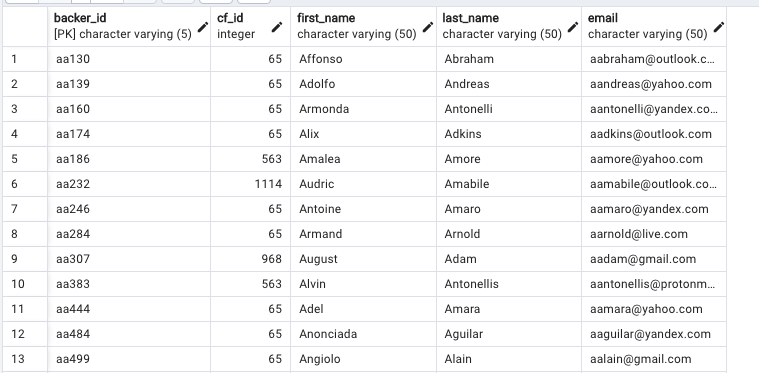 backer_id cf_id first_name last_name email
[PK] character varying (5) integer character varying (50) character varying (50) character varying (50)
1 aa130 65 Affonso Abraham aabraham@outlook.c...
2 aa139 65 Adolfo Andreas aandreas@yahoo.com
3 aa160 65 Armonda Antonelli aantonelli@yandex.co...
4 aa174 65 Alix Adkins aadkins@outlook.com
5 aa186 563 Amalea Amore aamore@yahoo.com
6 aa232 1114 Audric Amabile aamabile@outlook.co...
7 aa246 65 Antoine Amaro aamaro@yandex.com
8 aa284 65 Armand Arnold aarnold@live.com
9 aa307 968 August Adam aadam@gmail.com
10 aa383 563 Alvin Antonellis aantonellis@protonm...
11 aa444 65 Adel Amara aamara@yahoo.com
12 aa484 65 Anonciada Aguilar aaguilar@yandex.com
13 aa499 65 Angiolo Alain aalain@gmail.com